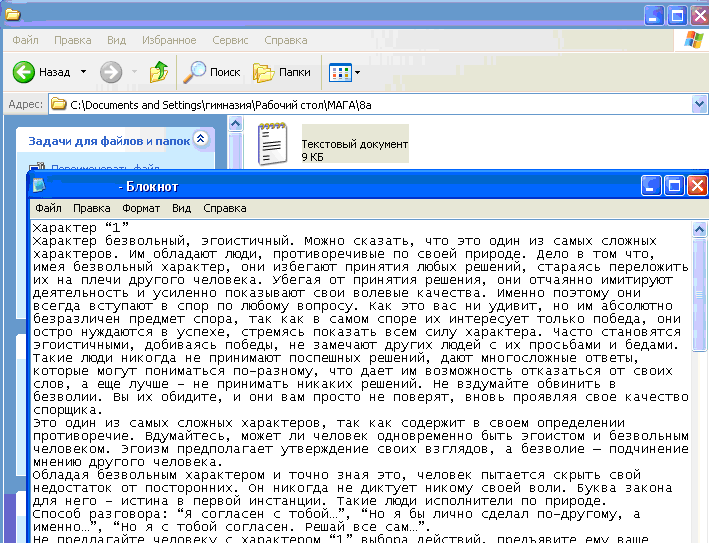 Файл Правка Вид Избранное Сервис Справка
Назад Поиск Папки
Адрес: C:\Documents and Settings\гимназия\Рабочий стол\МАГА\8а
Задачи для файлов и папок
Текстовый документ
9 КБ
Переименовать файл
- Блокнот
Файл Правка Формат Вид Справка
Характер “1”
Характер безвольный, эгоистичный. Можно сказать, что это один из самых сложных
характеров. Им обладают люди, противоречивые по своей природе. Дело в том что,
имея безвольный характер, они избегают принятия любых решений, стараясь переложить
их на плечи другого человека. Убегая от принятия решения, они отчаянно имитируют
деятельность и усиленно показывают свои волевые качества. Именно поэтому они
всегда вступают в спор по любому вопросу. Как это вас ни удивит, но им абсолютно
безразличен предмет спора, так как в самом споре их интересует только победа, они
остро нуждаются в успехе, стремясь показать всем силу характера. Часто становятся
эгоистичными, добиваясь победы, не замечают других людей с их просьбами и бедами.
Такие люди никогда не принимают поспешных решений, дают многосложные ответы,
которые могут пониматься по-разному, что дает им возможность отказаться от своих
слов, а еще лучше – не принимать никаких решений. Не вздумайте обвинить в
безволии. Вы их обидите, и они вам просто не поверят, вновь проявляя свое качество
спорщика.
Это один из самых сложных характеров, так как содержит в своем определении
противоречие. Вдумайтесь, может ли человек одновременно быть эгоистом и безвольным
человеком. Эгоизм предполагает утверждение своих взглядов, а безволие – подчинение
мнению другого человека.
Обладая безвольным характером и точно зная это, человек пытается скрыть свой
недостаток от посторонних. Он никогда не диктует никому своей воли. Буква закона
для него – истина в первой инстанции. Такие люди исполнители по природе.
Способ разговора: “Я согласен с тобой…”, “Но я бы лично сделал по-другому, а
именно…”, “Но я с тобой согласен. Решай все сам…”.
Не предлагайте человеку с характером “1” выбора действий, предъявите ему ваше